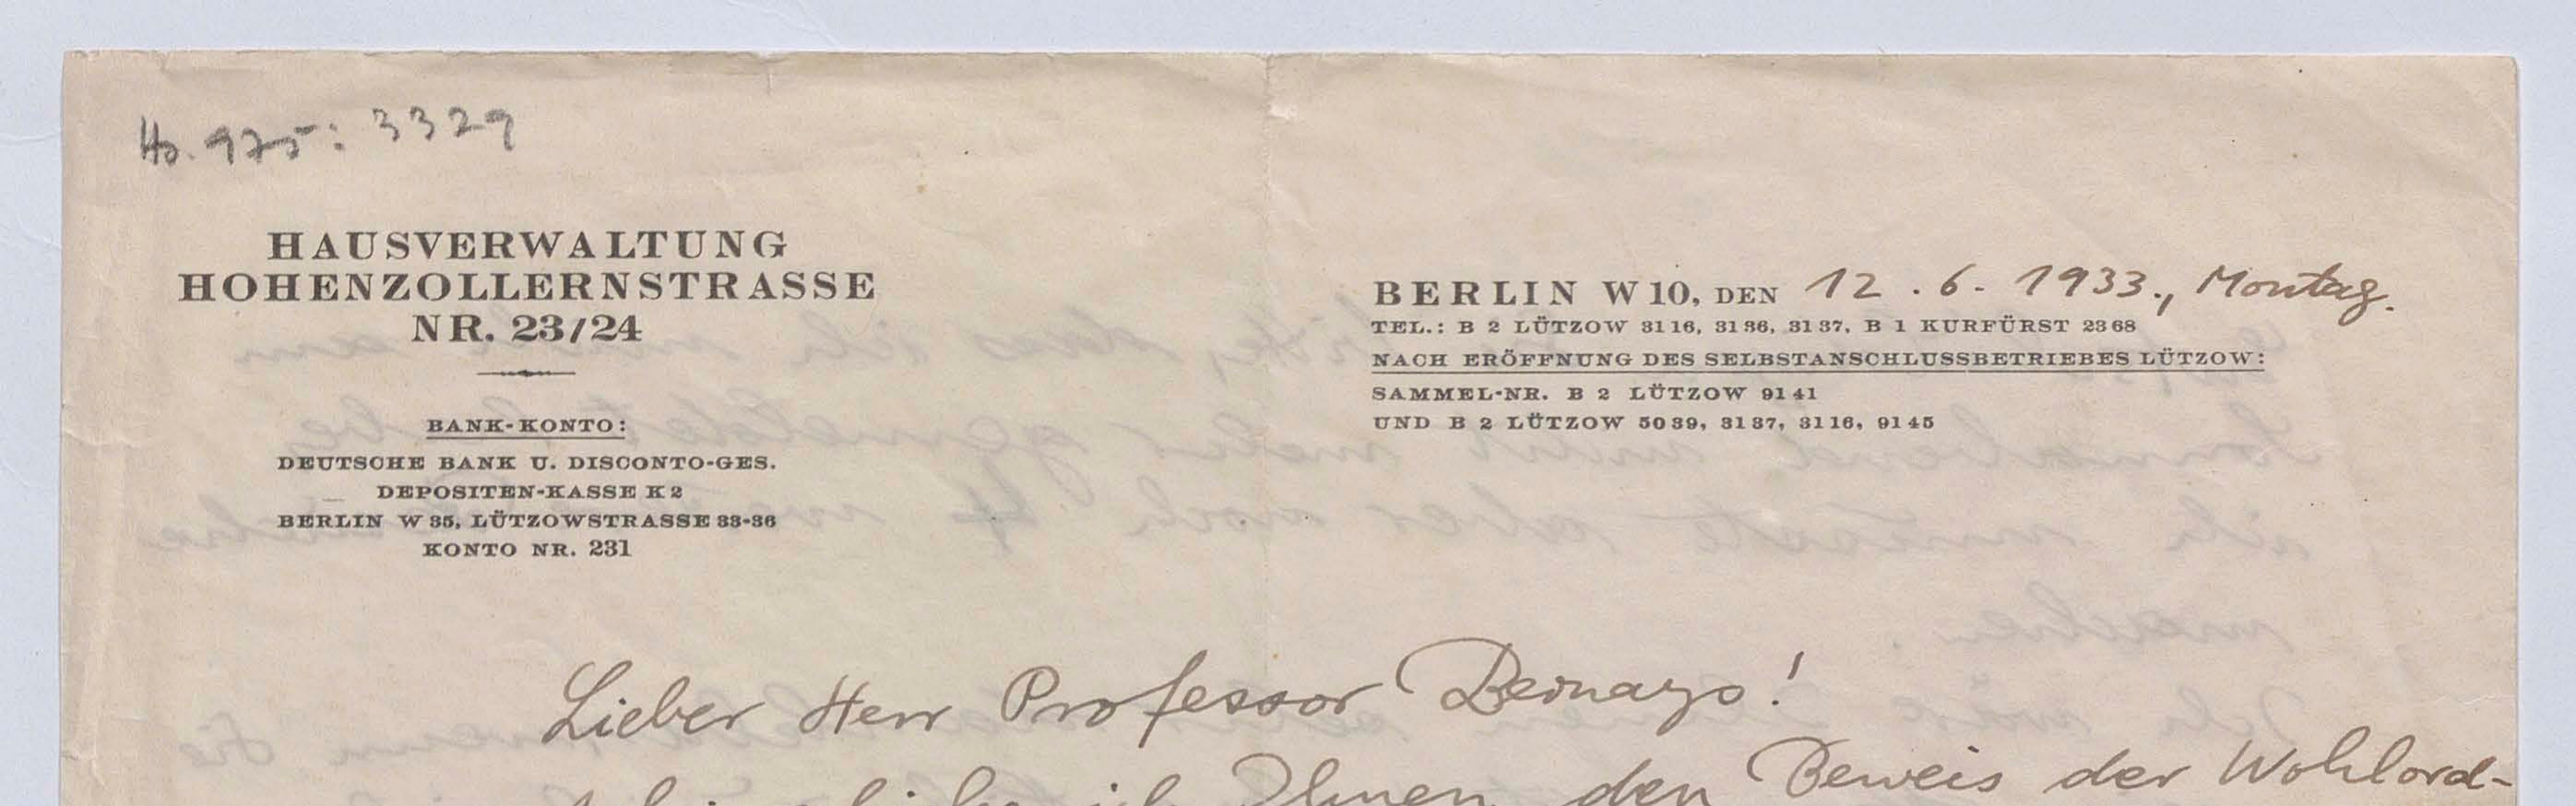 Hs. 975: 3329
HAUSVERWALTUNG
HOHENZOLLERNSTRASSE
NR. 23/24
BANK-KONTO:
DEUTSCHE BANK U. DISCONTO-GES.
DEPOSITEN-KASSE K 2
BERLIN W 35, LÜTZOWSTRASSE 33-36
KONTO NR. 231
BERLIN W 10, DEN 12. 6. 1933., Montag.
TEL.: B 2 LÜTZOW 3116, 3136, 3137, B 1 KURFÜRST 2368
NACH ERÖFFNUNG DES SELBSTANSCHLUSSBETRIEBES LÜTZOW:
SAMMEL-NR. B 2 LÜTZOW 9141
UND B 2 LÜTZOW 5039, 3137, 3116, 9145
Lieber Herr Professor Bernays!
ich Ihnen den Beweis der Wohlord-